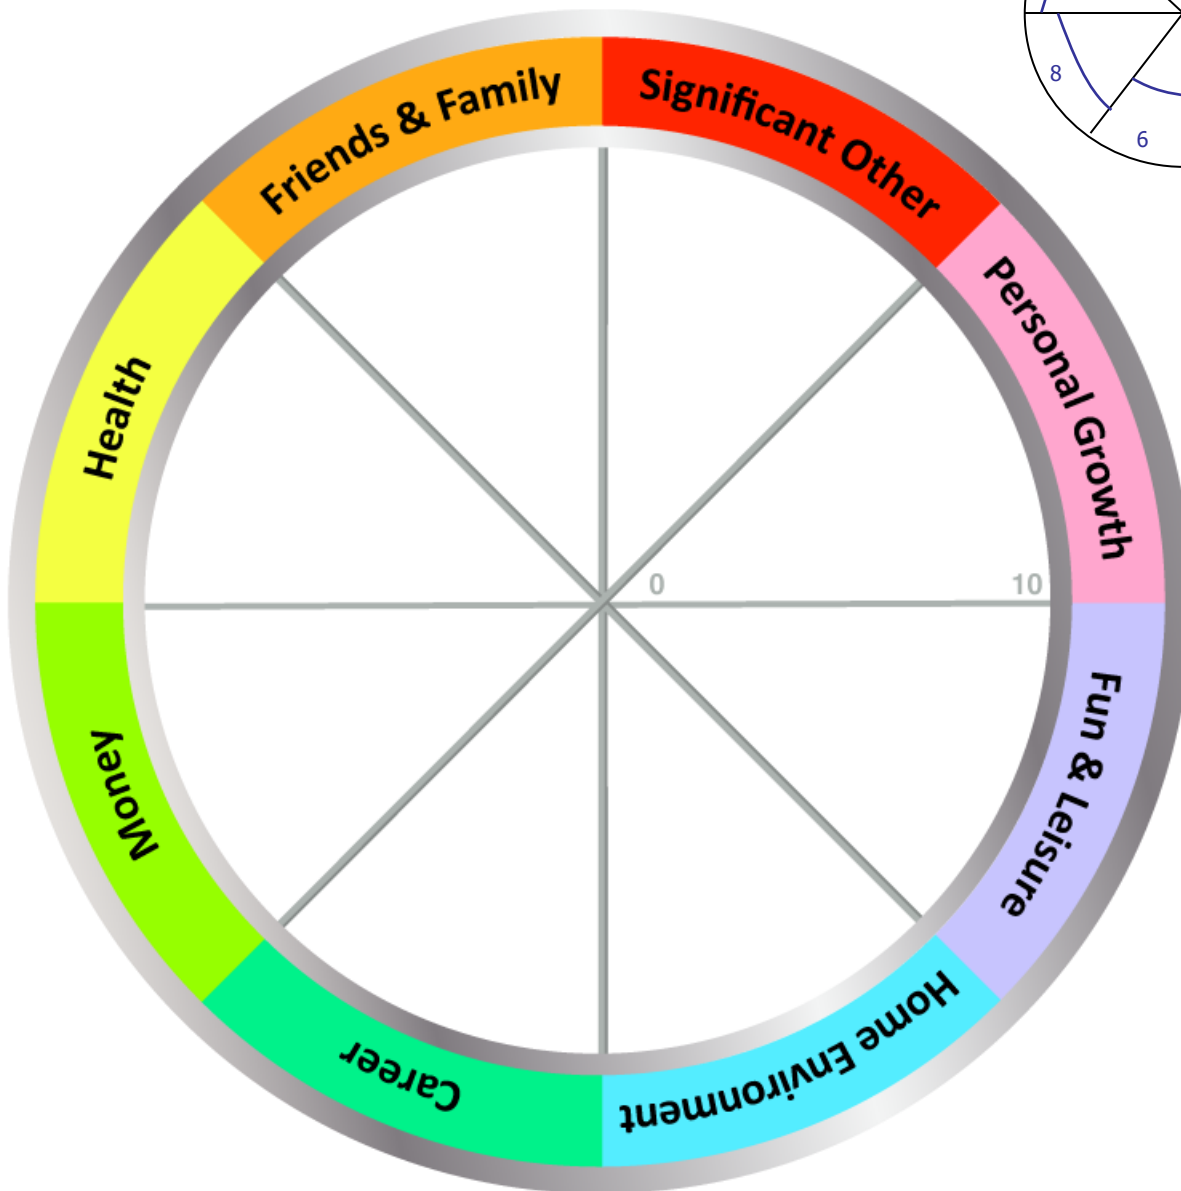 Significant Other
Personal Growth
Fun & Leisure
Home Environment
Career
Money
Health
Friends & Family
0
10
8
6